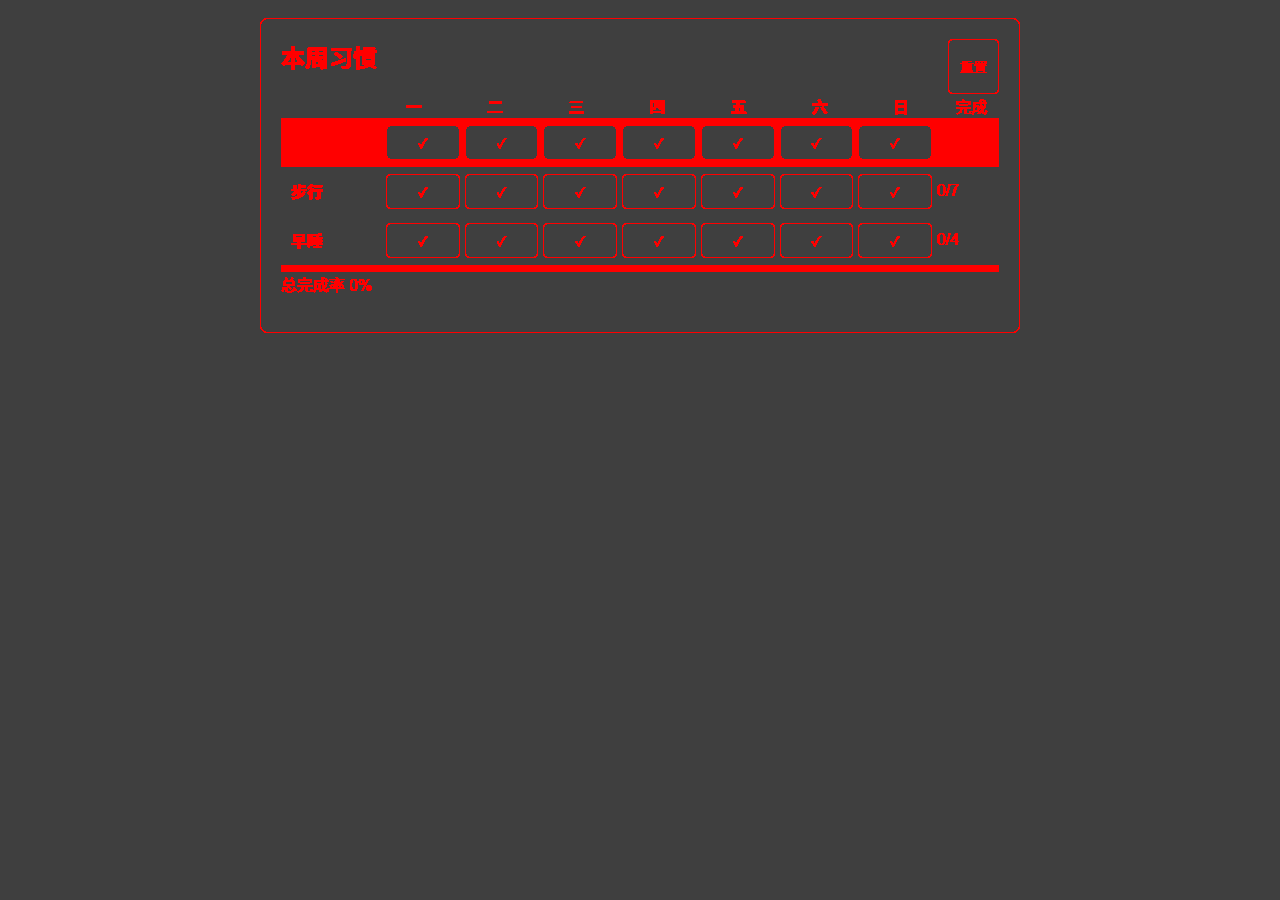 本周习惯
重置
一 二 三 四 五 六 日 完成
✓ ✓ ✓ ✓ ✓ ✓ ✓
步行 ✓ ✓ ✓ ✓ ✓ ✓ ✓ 0/7
早睡 ✓ ✓ ✓ ✓ ✓ ✓ ✓ 0/4
总完成率 0%